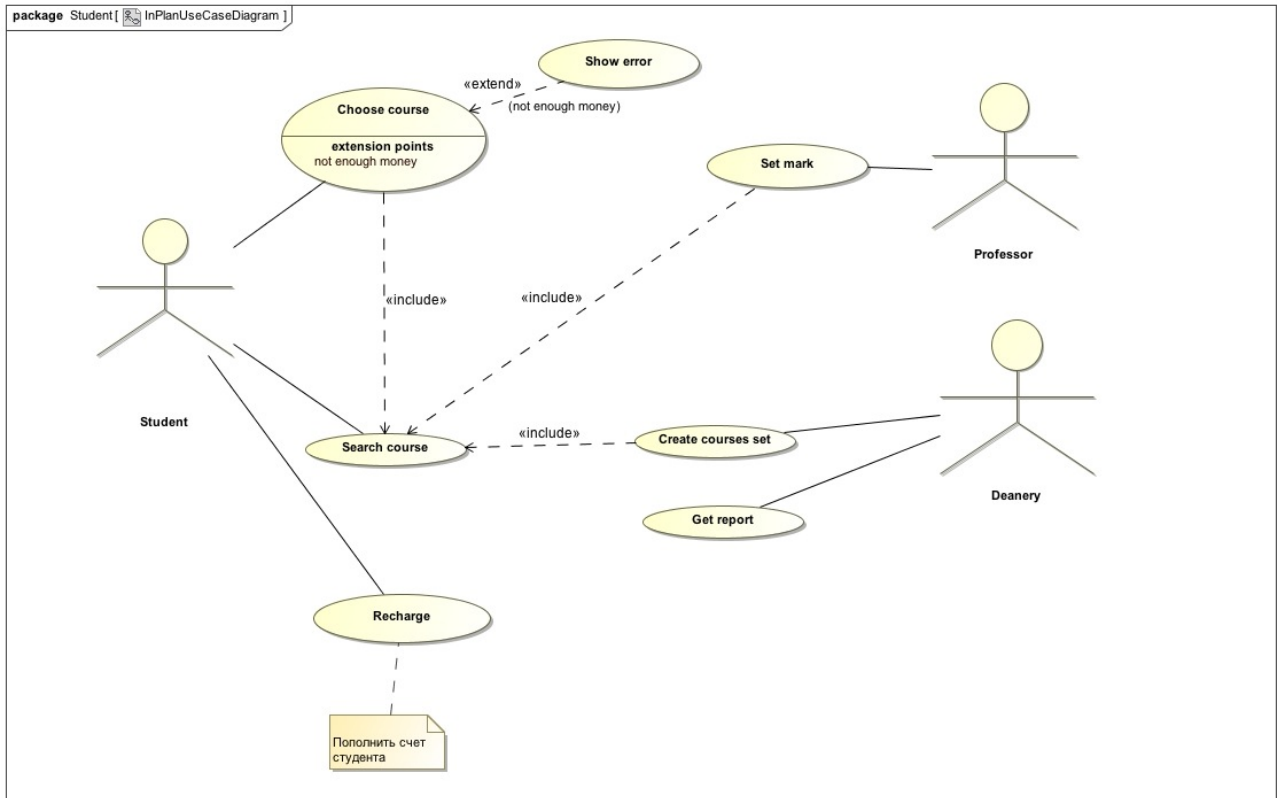 package Student[ InPlanUseCaseDiagram ]
Show error
«extend»
(not enough money)
Choose course
extension points
not enough money
Set mark
Professor
«include»
«include»
Student
Search course
«include»
Create courses set
Deanery
Get report
Recharge
Пополнить счет
студента